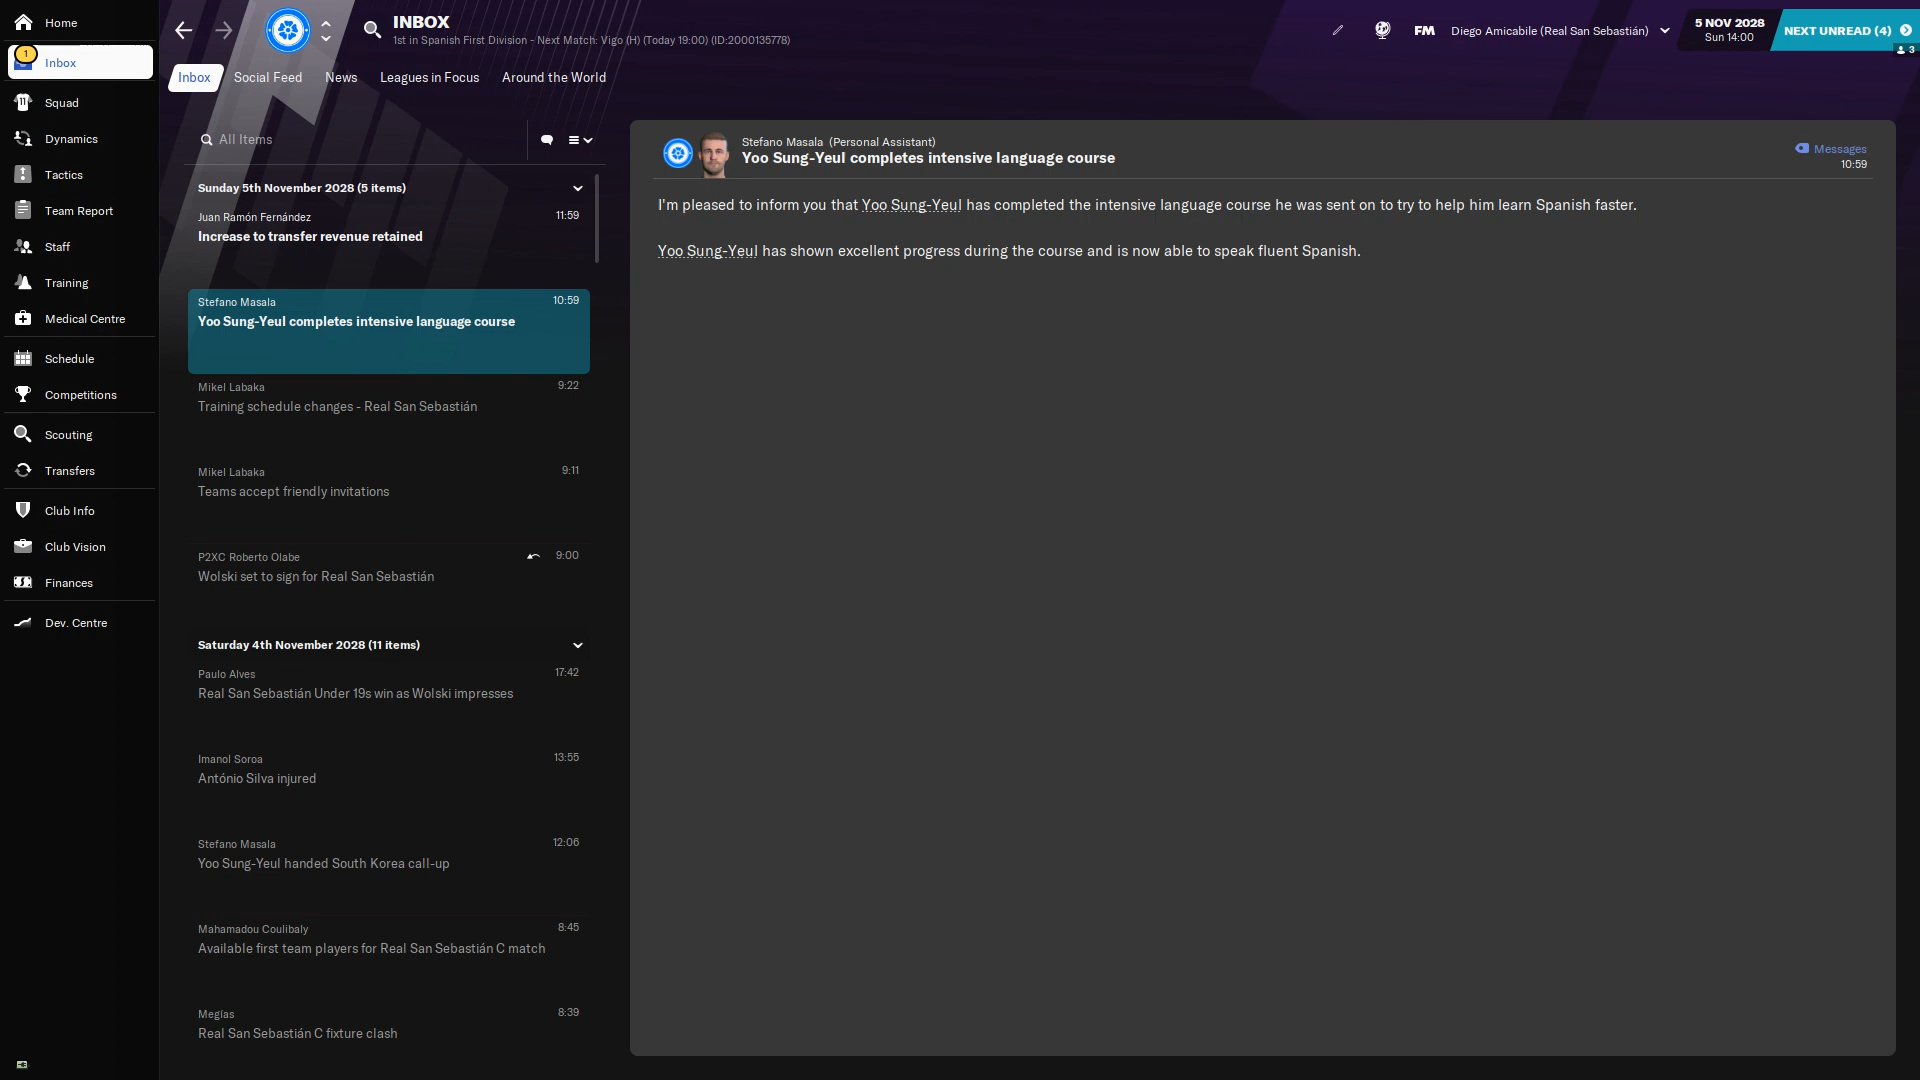 Home
1
Inbox
Squad
Dynamics
Tactics
Team Report
Staff
Training
Medical Centre
Schedule
Competitions
Scouting
Transfers
Club Info
Club Vision
Finances
Dev. Centre
INBOX
1st in Spanish First Division - Next Match: Vigo (H) (Today 19:00) (ID:2000135778)
FM
Diego Amicabile (Real San Sebastián)
5 NOV 2028
Sun 14:00
NEXT UNREAD (4)
3
Inbox
Social Feed
News
Leagues in Focus
Around the World
All Items
Sunday 5th November 2028 (5 items)
Juan Ramón Fernández
11:59
Increase to transfer revenue retained
Stefano Masala
10:59
Yoo Sung-Yeul completes intensive language course
Mikel Labaka
9:22
Training schedule changes - Real San Sebastián
Mikel Labaka
9:11
Teams accept friendly invitations
P2XC Roberto Olabe
9:00
Wolski set to sign for Real San Sebastián
Saturday 4th November 2028 (11 items)
Paulo Alves
17:42
Real San Sebastián Under 19s win as Wolski impresses
Imanol Soroa
13:55
António Silva injured
Stefano Masala
12:06
Yoo Sung-Yeul handed South Korea call-up
Mahamadou Coulibaly
8:45
Available first team players for Real San Sebastián C match
Megías
8:39
Real San Sebastián C fixture clash
Stefano Masala (Personal Assistant)
Yoo Sung-Yeul completes intensive language course
Messages
10:59
I'm pleased to inform you that Yoo Sung-Yeul has completed the intensive language course he was sent on to try to help him learn Spanish faster.
Yoo Sung-Yeul has shown excellent progress during the course and is now able to speak fluent Spanish.